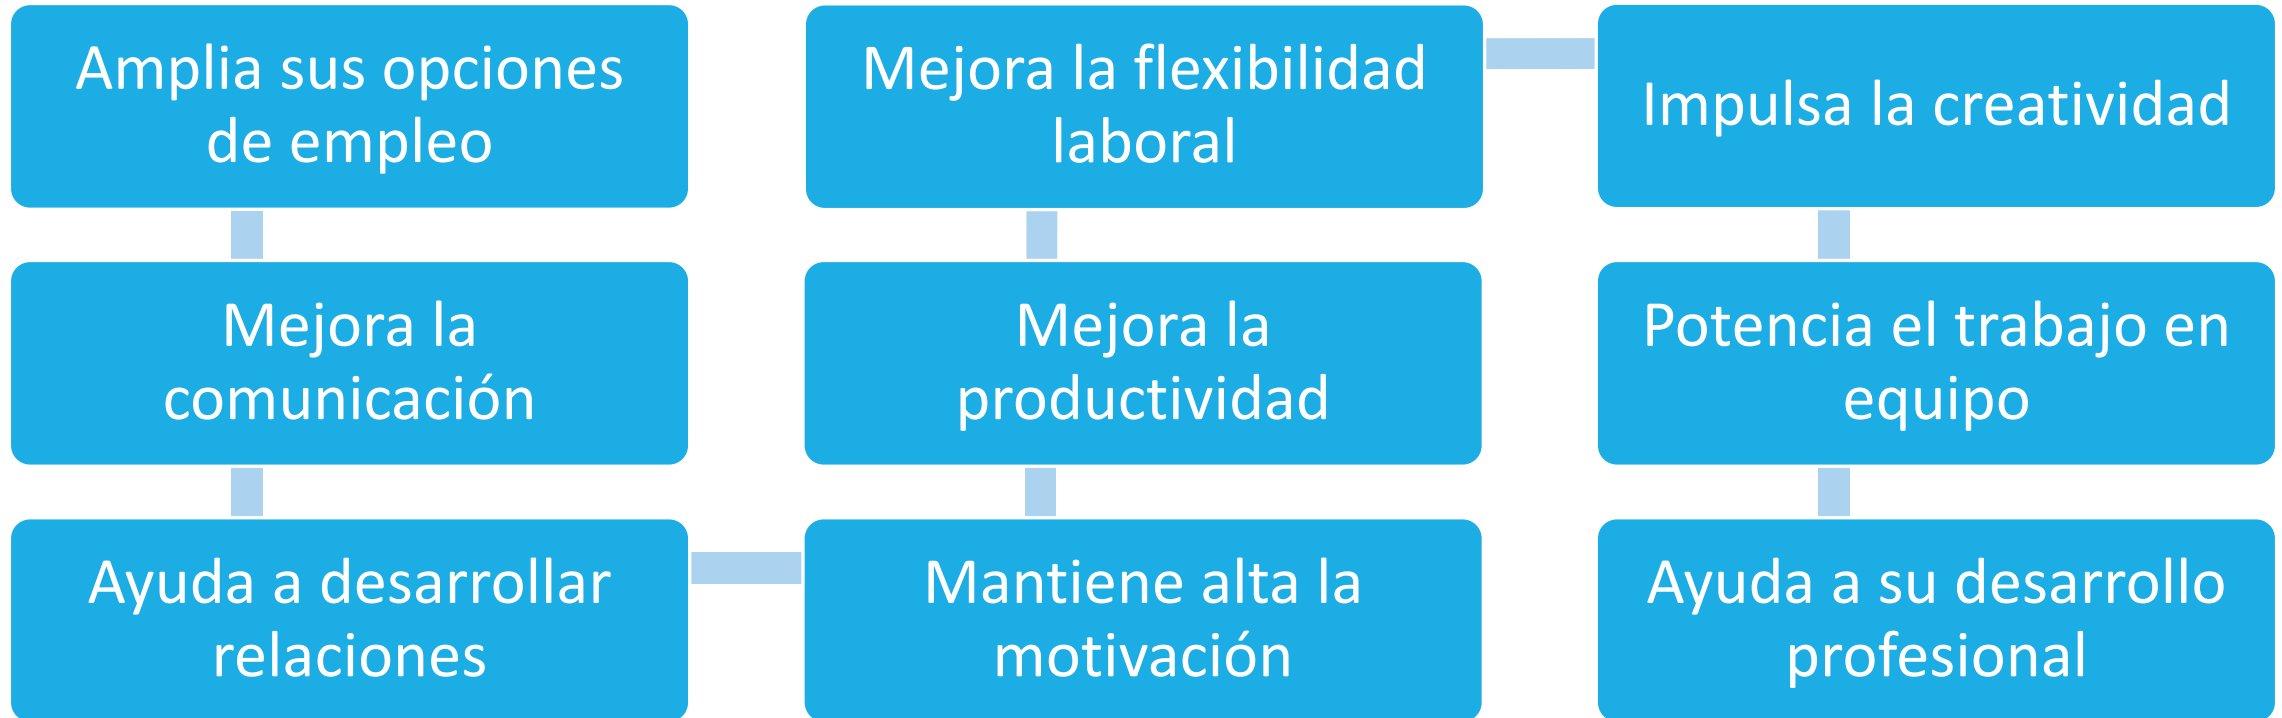 Amplia sus opciones
de empleo
Mejora la
comunicación
Ayuda a desarrollar
relaciones
Mantiene alta la
motivación
Mejora la
productividad
Mejora la flexibilidad
laboral
Impulsa la creatividad
Potencia el trabajo en
equipo
Ayuda a su desarrollo
profesional